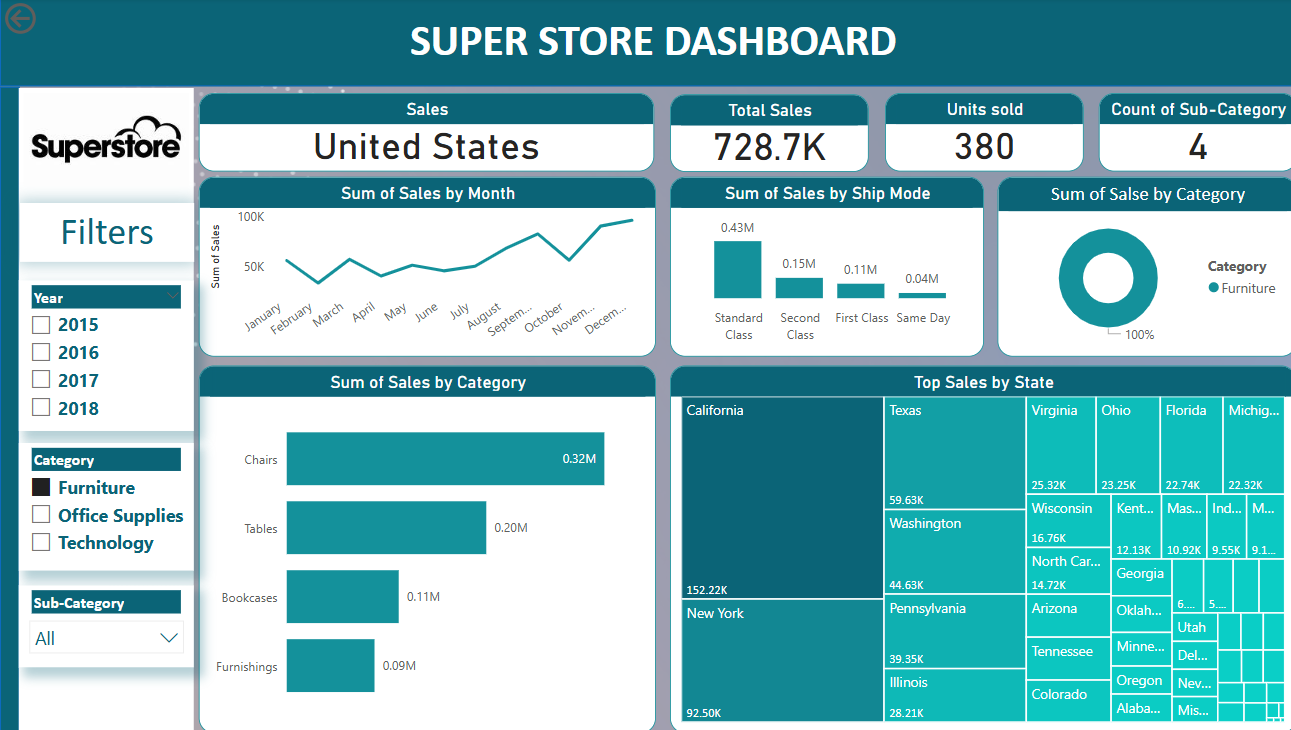 SUPER STORE DASHBOARD
Superstore
Filters
Year
2015
2016
2017
2018
Category
Furniture
Office Supplies
Technology
Sub-Category
All
Sales
United States
Total Sales
728.7K
Units sold
380
Count of Sub-Category
4
Sum of Sales by Month
Sum of Sales
100K
50K
January
February
March
April
May
June
July
August
Septem...
October
Novem...
Decem...
Sum of Sales by Ship Mode
0.43M
0.15M
0.11M
0.04M
Standard
Class
Second
Class
First Class
Same Day
Sum of Salse by Category
Category
Furniture
100%
Sum of Sales by Category
Chairs
0.32M
Tables
0.20M
Bookcases
0.11M
Furnishings
0.09M
Top Sales by State
California
152.22K
New York
92.50K
Texas
59.63K
Washington
44.63K
Pennsylvania
39.35K
Illinois
28.21K
Virginia
25.32K
Ohio
23.25K
Florida
22.74K
Michig...
22.32K
Wisconsin
16.76K
North Car...
14.72K
Arizona
Tennessee
Colorado
Kent...
12.13K
Mas...
10.92K
Ind...
9.55K
M...
9.1...
Georgia
Oklah...
Minne...
Oregon
Alaba...
6....
5....
Utah
Del...
Nev...
Mis...